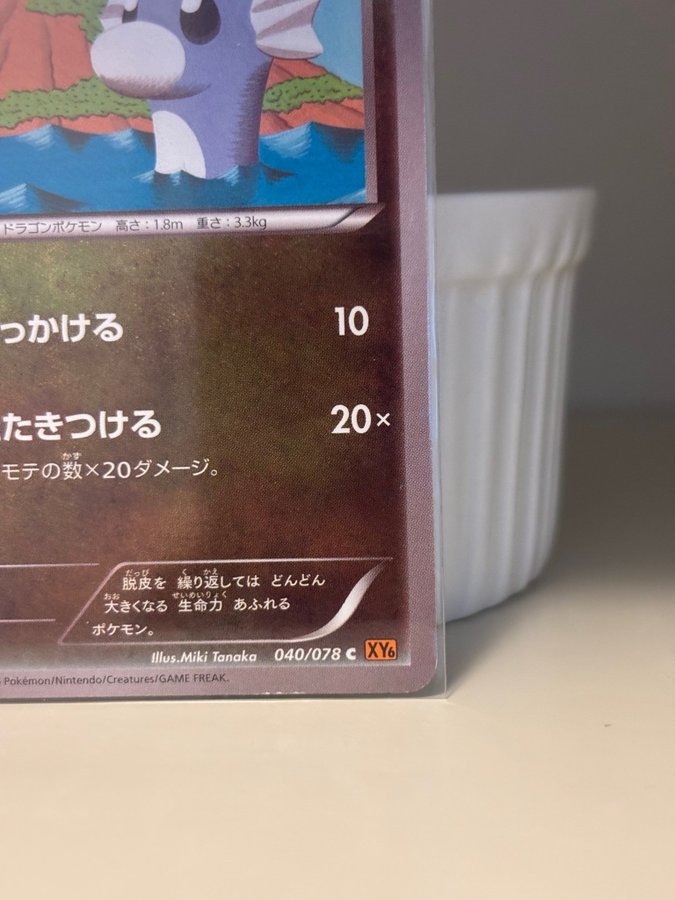 ドラゴンポケモン 高さ：1.8m 重さ：3.3kg
っかける 10
たきつける 20×
モテの数×20ダメージ。
脱皮を 繰り返しては どんどん
大きくなる 生命力 あふれる
ポケモン。
Illus.Miki Tanaka 040/078 C XY6
Pokémon/Nintendo/Creatures/GAME FREAK.